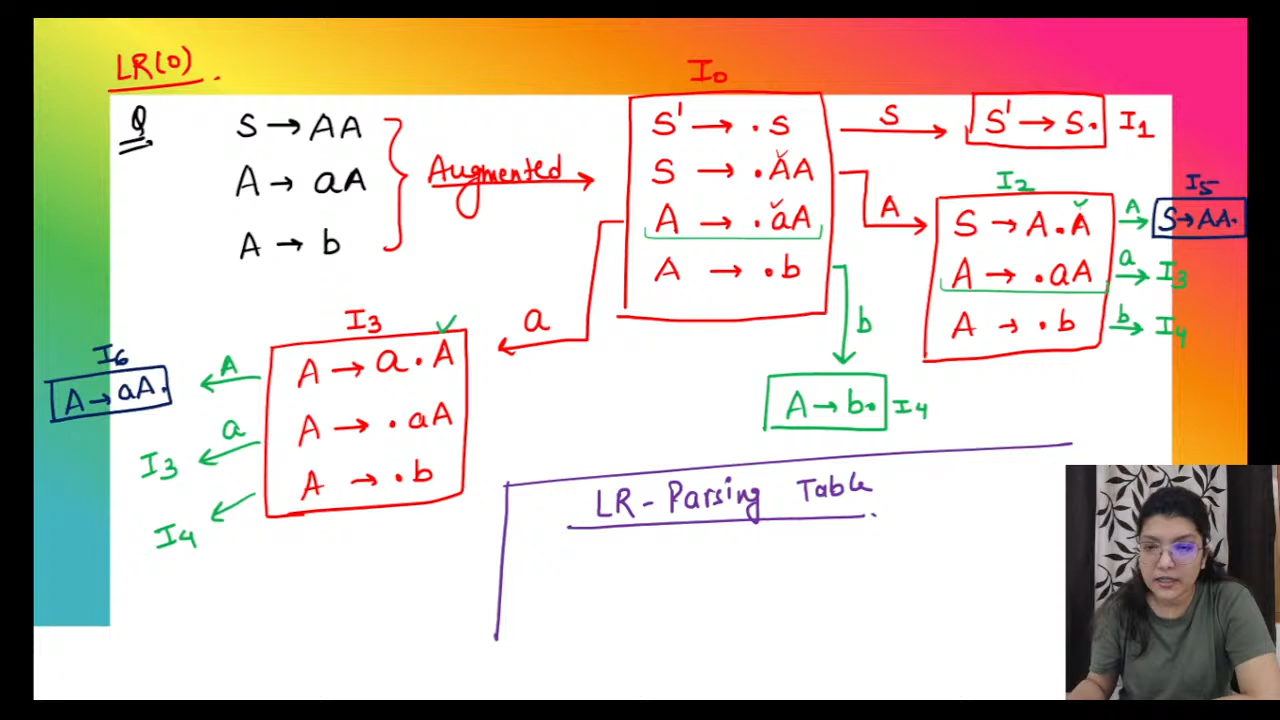 LR(0).
Q
S → AA
A → aA
A → b
Augmented
I0
S' → .S
S → .AA
A → .aA
A → .b
S
S' → S. I1
A
I2
S → A.A
A → .aA
A → .b
A
I5
S → AA.
a
I3
b
I4
b
A → b. I4
a
I3
A → a.A
A → .aA
A → .b
A
I6
A → aA.
a
I3
I4
LR - Parsing Table